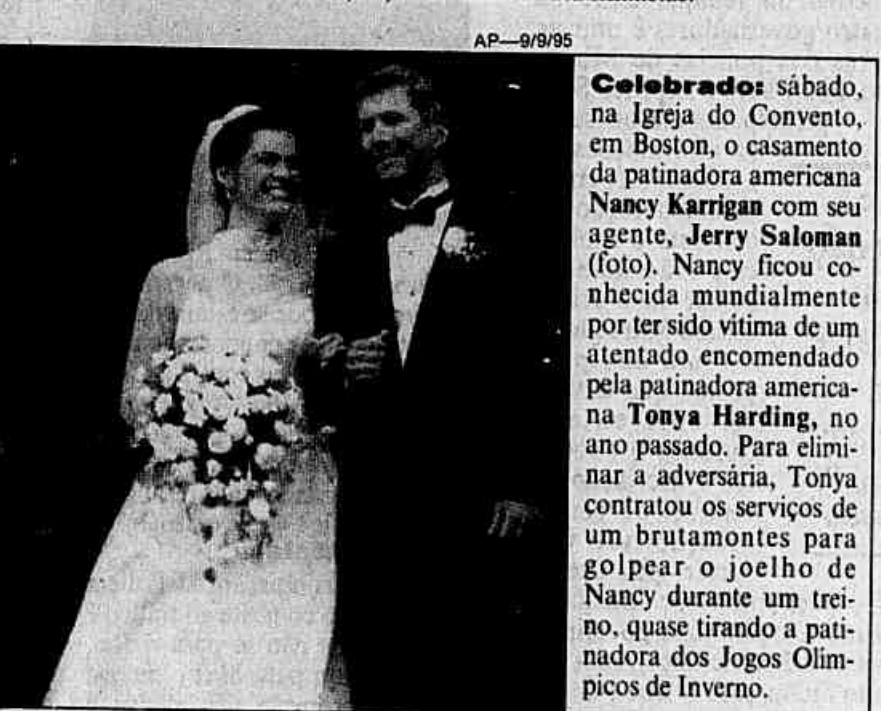 AP—9/9/95
Celebrado: sábado,
na Igreja do Convento,
em Boston, o casamento
da patinadora americana
Nancy Karrigan com seu
agente, Jerry Saloman
(foto). Nancy ficou co-
nhecida mundialmente
por ter sido vitima de um
atentado encomendado
pela patinadora america-
na Tonya Harding, no
ano passado. Para elimi-
nar a adversária, Tonya
contratou os serviços de
um brutamontes para
golpear o joelho de
Nancy durante um trei-
no, quase tirando a pati-
nadora dos Jogos Olím-
picos de Inverno.